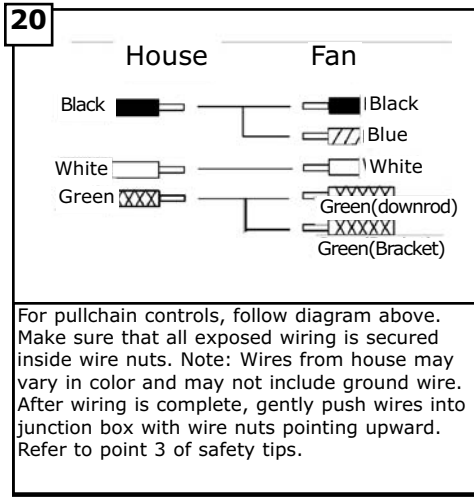 20
House Fan
Black Black
Blue
White White
Green Green(downrod)
Green(Bracket)
For pullchain controls, follow diagram above.
Make sure that all exposed wiring is secured
inside wire nuts. Note: Wires from house may
vary in color and may not include ground wire.
After wiring is complete, gently push wires into
junction box with wire nuts pointing upward.
Refer to point 3 of safety tips.